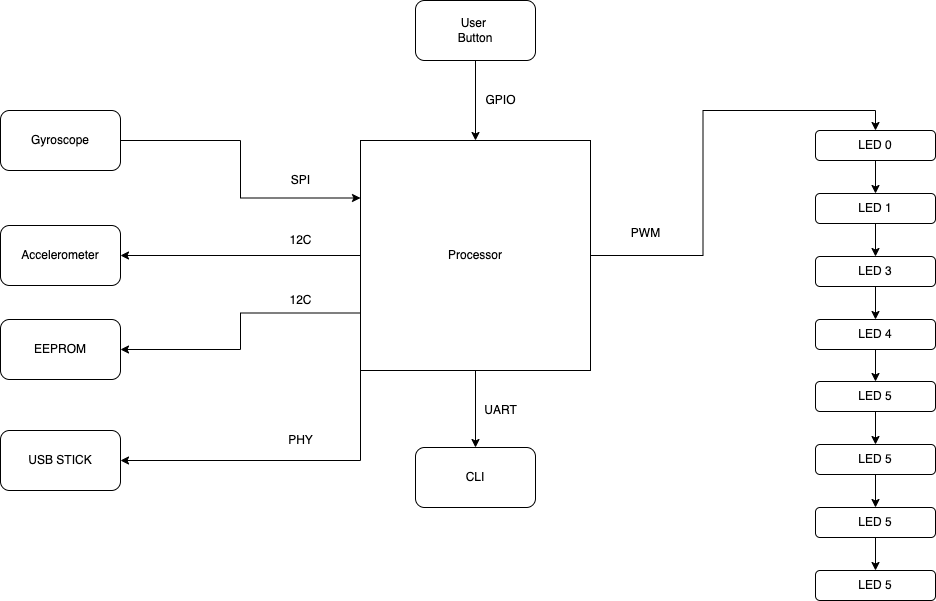 User
Button
GPIO
Gyroscope
SPI
Accelerometer
12C
Processor
PWM
12C
EEPROM
PHY
USB STICK
UART
CLI
LED 0
LED 1
LED 3
LED 4
LED 5
LED 5
LED 5
LED 5